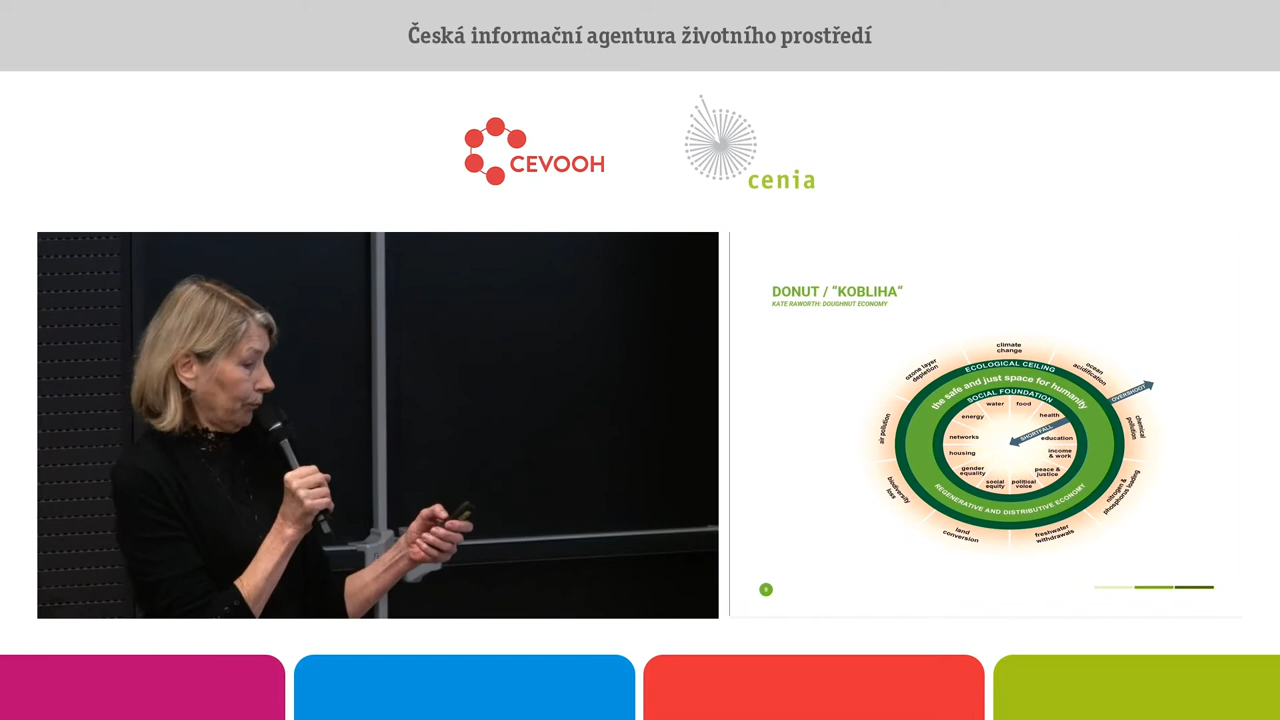 Česká informační agentura životního prostředí
CEVOOH
cenia
DONUT / “KOBLIHA“
KATE RAWORTH: DOUGHNUT ECONOMY
climate
change
ozone layer
depletion
ocean
acidification
ECOLOGICAL CEILING
OVERSHOOT
the safe and just space for humanity
SOCIAL FOUNDATION
water
food
energy
health
air pollution
chemical
pollution
SHORTFALL
networks
education
housing
income
& work
gender
equality
peace &
justice
social
equity
political
voice
biodiversity
loss
nitrogen &
phosphorus loading
REGENERATIVE AND DISTRIBUTIVE ECONOMY
land
conversion
freshwater
withdrawals